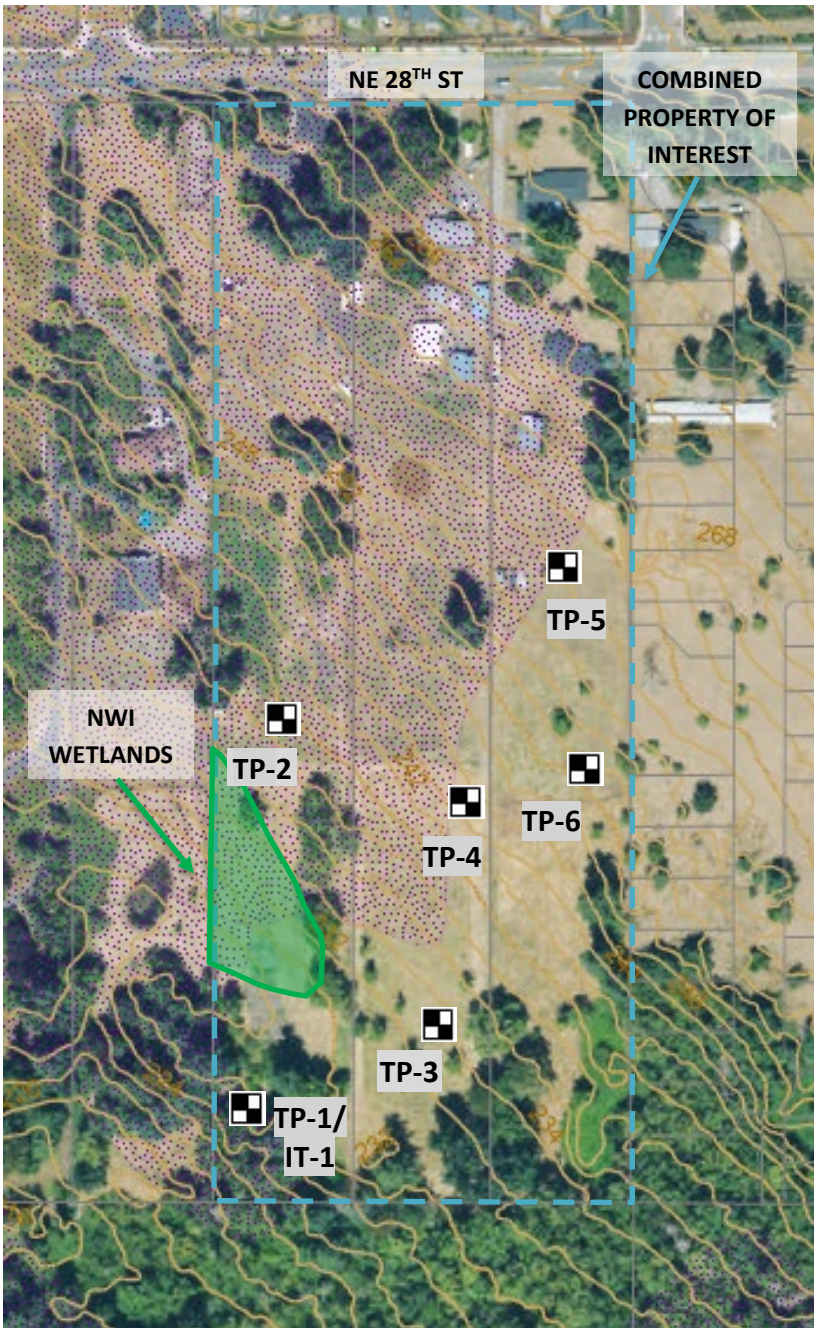 NE 28TH ST
COMBINED
PROPERTY OF
INTEREST
268
TP-5
NWI
WETLANDS
TP-2
TP-6
TP-4
TP-3
TP-1/
IT-1
234